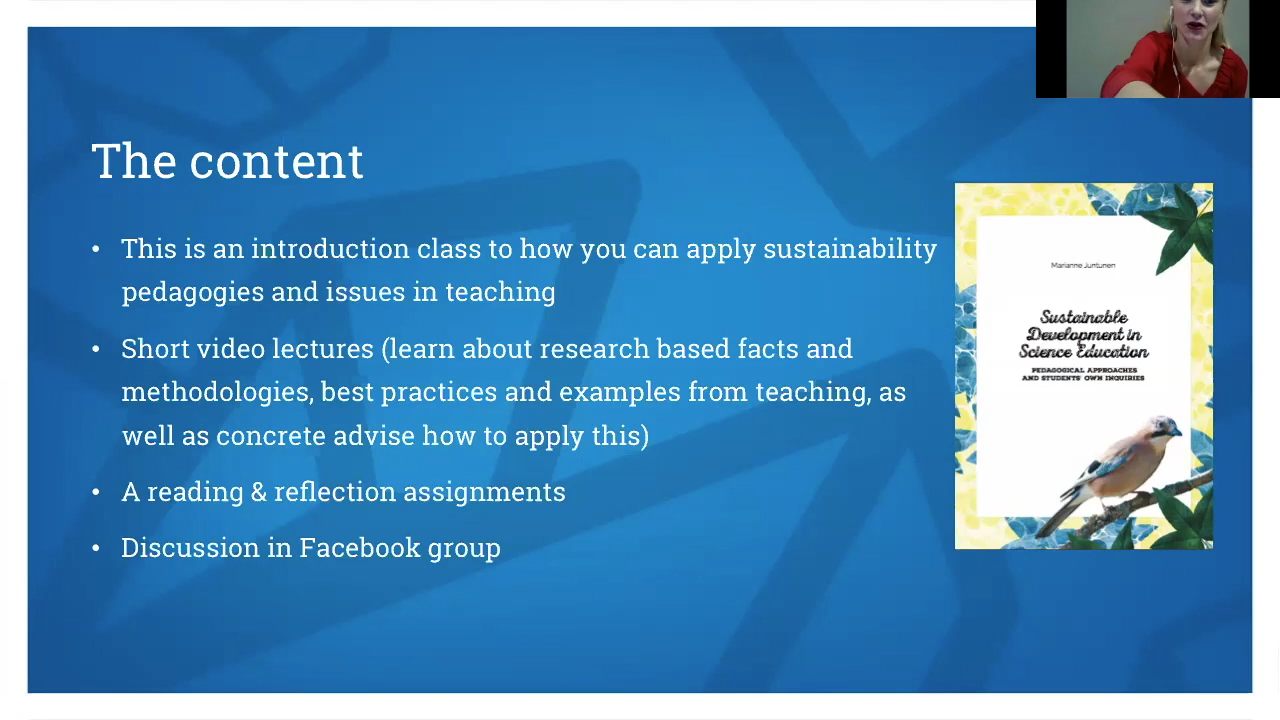 The content
• This is an introduction class to how you can apply sustainability
pedagogies and issues in teaching
• Short video lectures (learn about research based facts and
methodologies, best practices and examples from teaching, as
well as concrete advise how to apply this)
• A reading & reflection assignments
• Discussion in Facebook group
Marianne Juntunen
Sustainable
Development in
Science Education
PEDAGOGICAL APPROACHES
AND STUDENTS' OWN INQUIRIES